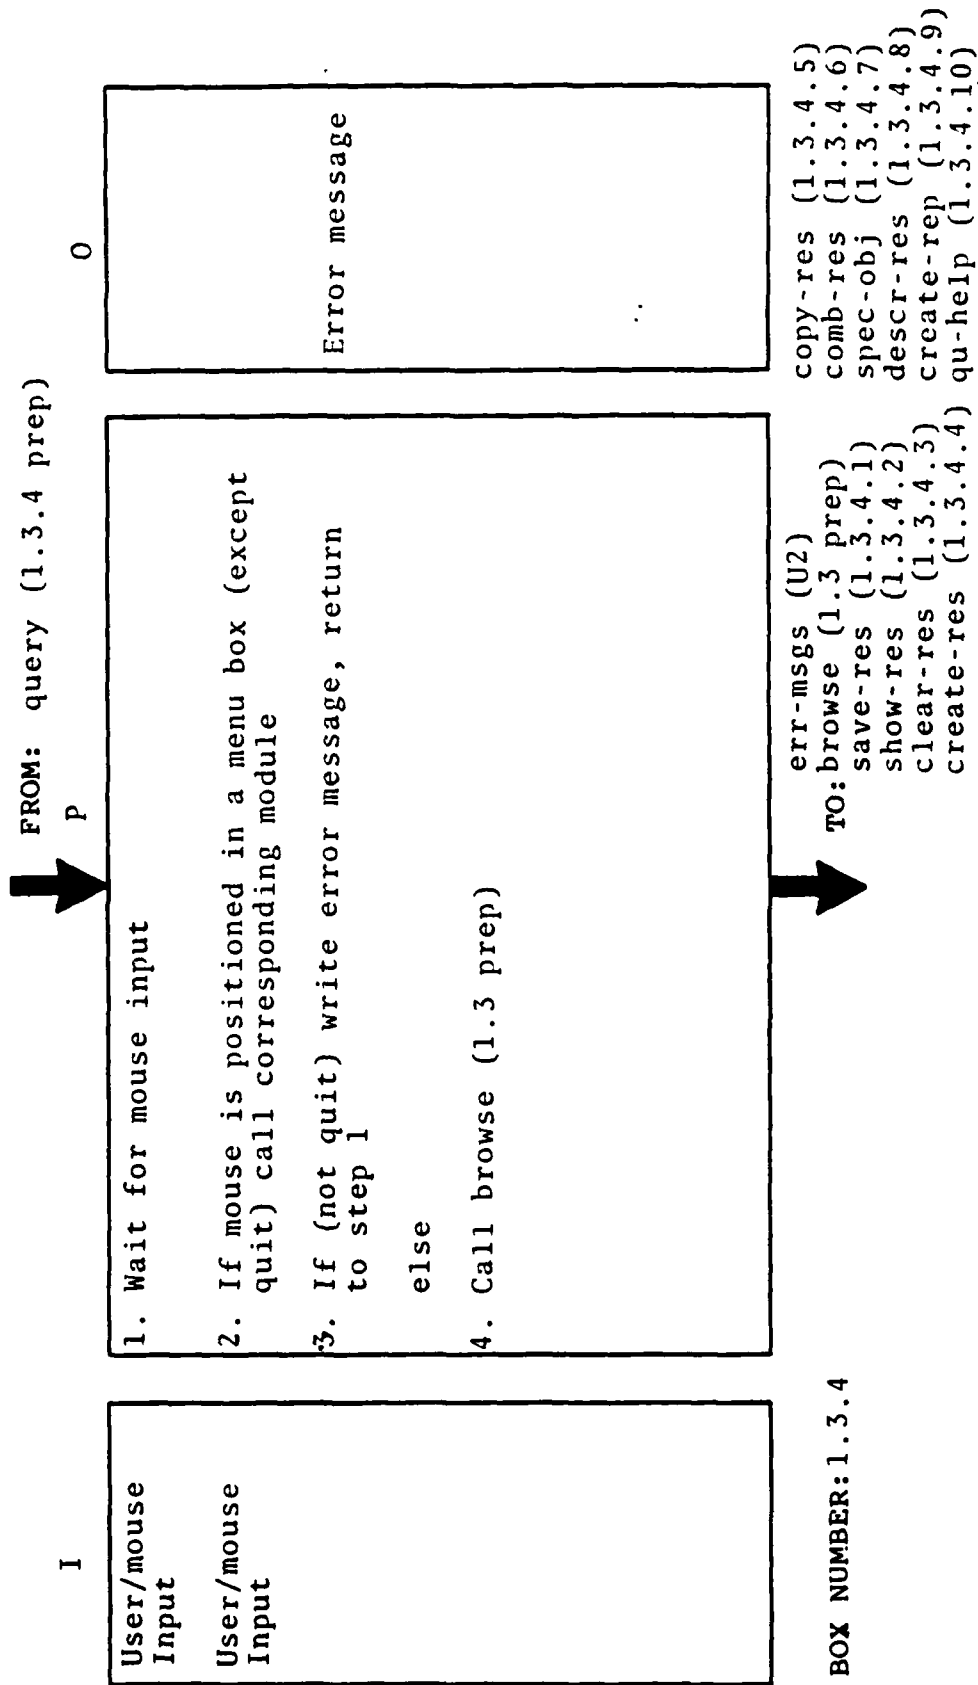 FROM: query (1.3.4 prep)
I
P
O
User/mouse
Input
User/mouse
Input
1. Wait for mouse input
2. If mouse is positioned in a menu box (except
quit) call corresponding module
3. If (not quit) write error message, return
to step 1
else
4. Call browse (1.3 prep)
Error message
BOX NUMBER:1.3.4
err-msgs (U2)
TO: browse (1.3 prep)
save-res (1.3.4.1)
show-res (1.3.4.2)
clear-res (1.3.4.3)
create-res (1.3.4.4)
copy-res (1.3.4.5)
comb-res (1.3.4.6)
spec-obj (1.3.4.7)
descr-res (1.3.4.8)
create-rep (1.3.4.9)
qu-help (1.3.4.10)